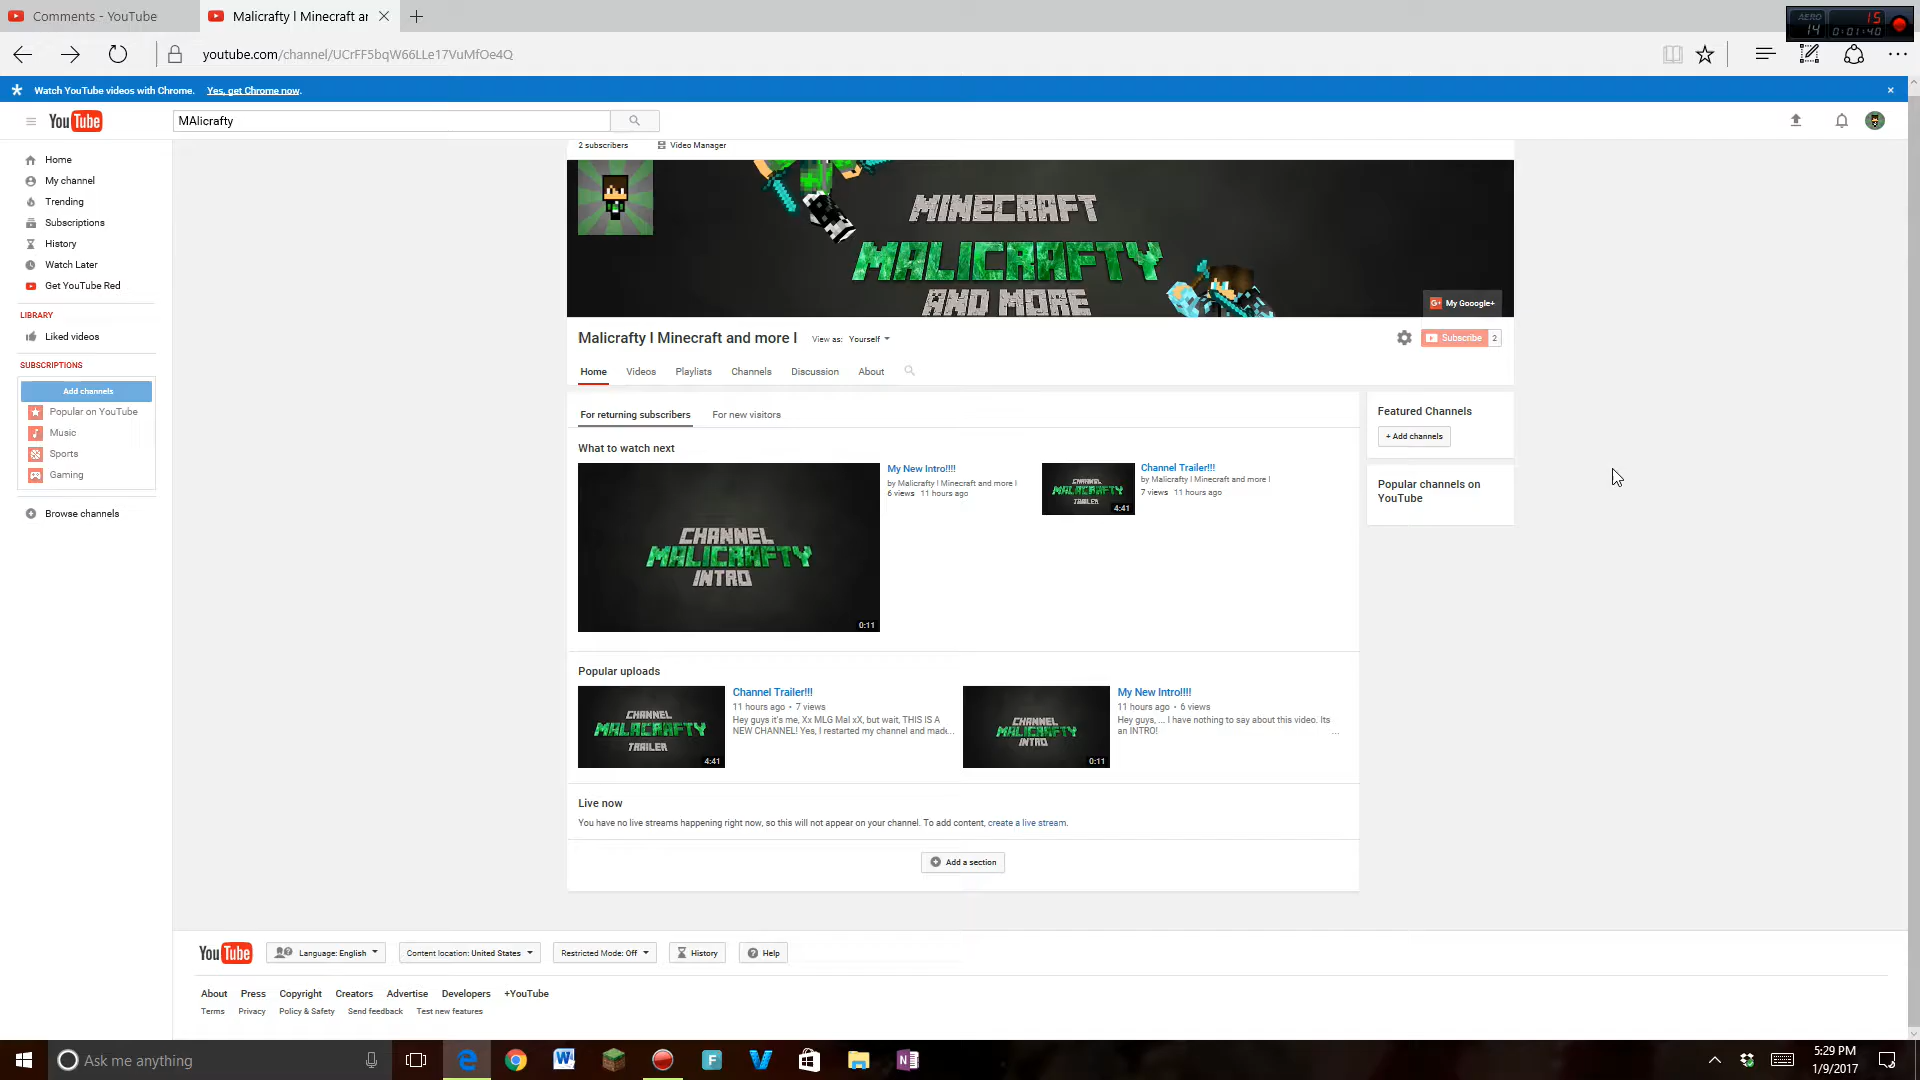 Comments - YouTube
Malicrafty l Minecraft ar
AERO 15
14 0:01:40
youtube.com/channel/UCrFF5bqW66LLe17VuMfOe4Q
Watch YouTube videos with Chrome. Yes, get Chrome now.
YouTube
MAlicrafty
Home
My channel
Trending
Subscriptions
History
Watch Later
Get YouTube Red
LIBRARY
Liked videos
SUBSCRIPTIONS
Add channels
Popular on YouTube
Music
Sports
Gaming
Browse channels
2 subscribers Video Manager
MINECRAFT
MALICRAFTY
AND MORE
My Gooogle+
Malicrafty l Minecraft and more l View as: Yourself
Subscribe 2
Home Videos Playlists Channels Discussion About
For returning subscribers For new visitors
What to watch next
CHANNEL
MALICRAFTY
INTRO
0:11
My New Intro!!!!
by Malicrafty l Minecraft and more l
6 views 11 hours ago
CHANNEL
MALICRAFTY
TRAILER
4:41
Channel Trailer!!!
by Malicrafty l Minecraft and more l
7 views 11 hours ago
Popular uploads
CHANNEL
MALACRAFTY
TRAILER
4:41
Channel Trailer!!!
11 hours ago • 7 views
Hey guys it's me, Xx MLG Mal xX, but wait, THIS IS A
NEW CHANNEL! Yes, I restarted my channel and made...
CHANNEL
MALICRAFTY
INTRO
0:11
My New Intro!!!!
11 hours ago • 6 views
Hey guys, ... I have nothing to say about this video. Its
an INTRO! ...
Live now
You have no live streams happening right now, so this will not appear on your channel. To add content, create a live stream.
Add a section
Featured Channels
+ Add channels
Popular channels on
YouTube
YouTube Language: English Content location: United States Restricted Mode: Off History Help
About Press Copyright Creators Advertise Developers +YouTube
Terms Privacy Policy & Safety Send feedback Test new features
Ask me anything
5:29 PM
1/9/2017